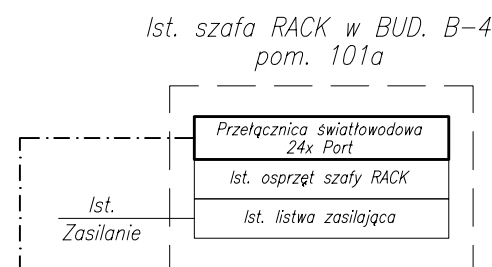 Ist. szafa RACK w BUD. B-4
pom. 101a
Przełącznica światłowodowa
24x Port
Ist. osprzęt szafy RACK
Ist. listwa zasilająca
Ist.
Zasilanie